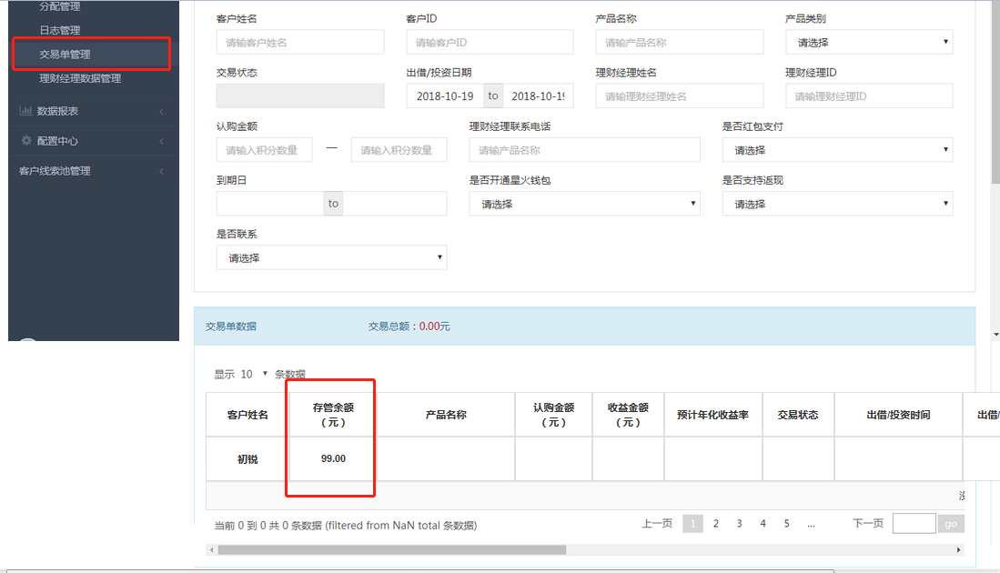 分配管理
日志管理
交易单管理
理财经理数据管理
数据报表
配置中心
客户线索池管理
客户姓名 客户ID 产品名称 产品类别
请输客户姓名 请输客户ID 请输产品名称 请选择
交易状态 出借/投资日期 理财经理姓名 理财经理ID
2018-10-19 to 2018-10-19 请输理财经理姓名 请输理财经理ID
认购金额 理财经理联系电话 是否红包支付
请输入积分数量 — 请输入积分数量 请输产品名称 请选择
到期日 是否开通星火钱包 是否支持返现
to 请选择 请选择
是否联系
请选择
交易单数据 交易总额：0.00元
显示 10 条数据
客户姓名 存管余额（元） 产品名称 认购金额（元） 收益金额（元） 预计年化收益率 交易状态 出借/投资时间 出借/
初锐 99.00
当前 0 到 0 共 0 条数据 (filtered from NaN total 条数据) 上一页 1 2 3 4 5 ... 下一页 go